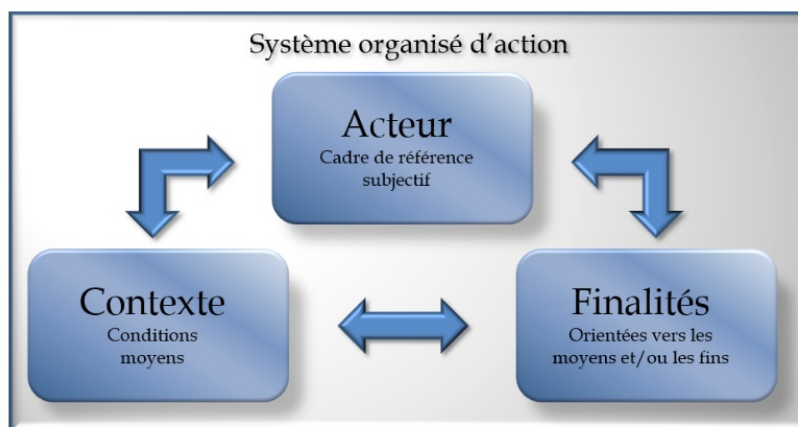 Système organisé d'action
Acteur
Cadre de référence
subjectif
Contexte
Conditions
moyens
Finalités
Orientées vers les
moyens et/ou les fins